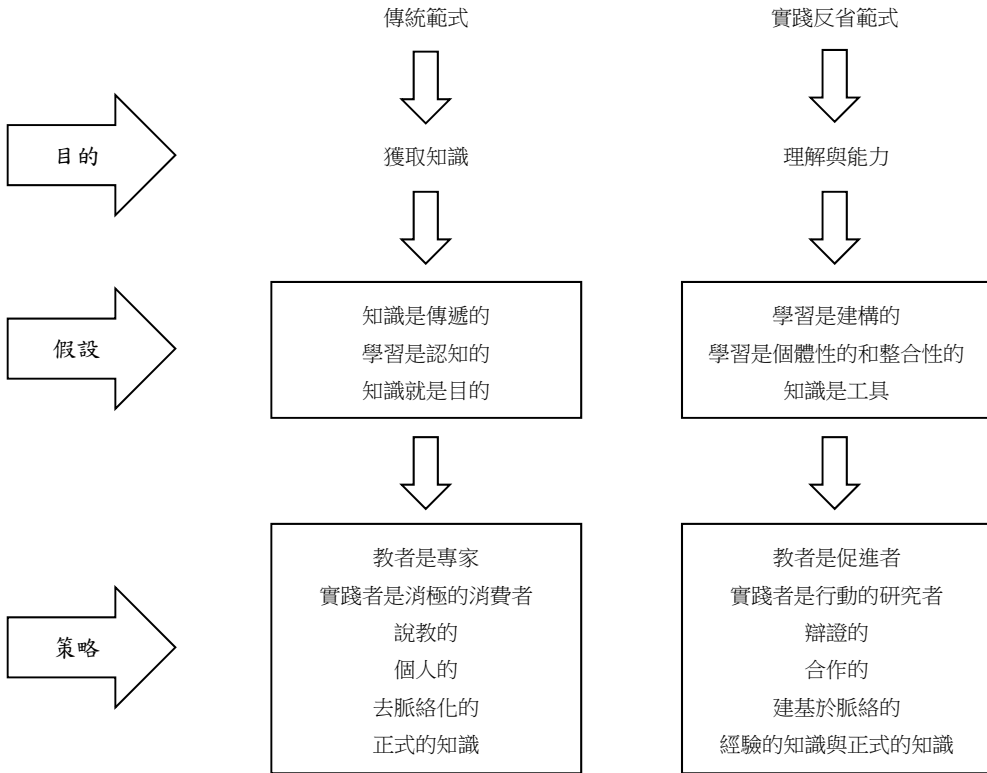 傳統範式
實踐反省範式
目的
獲取知識
理解與能力
假設
知識是傳遞的
學習是認知的
知識就是目的
學習是建構的
學習是個體性的和整合性的
知識是工具
策略
教者是專家
實踐者是消極的消費者
說教的
個人的
去脈絡化的
正式的知識
教者是促進者
實踐者是行動的研究者
辯證的
合作的
建基於脈絡的
經驗的知識與正式的知識